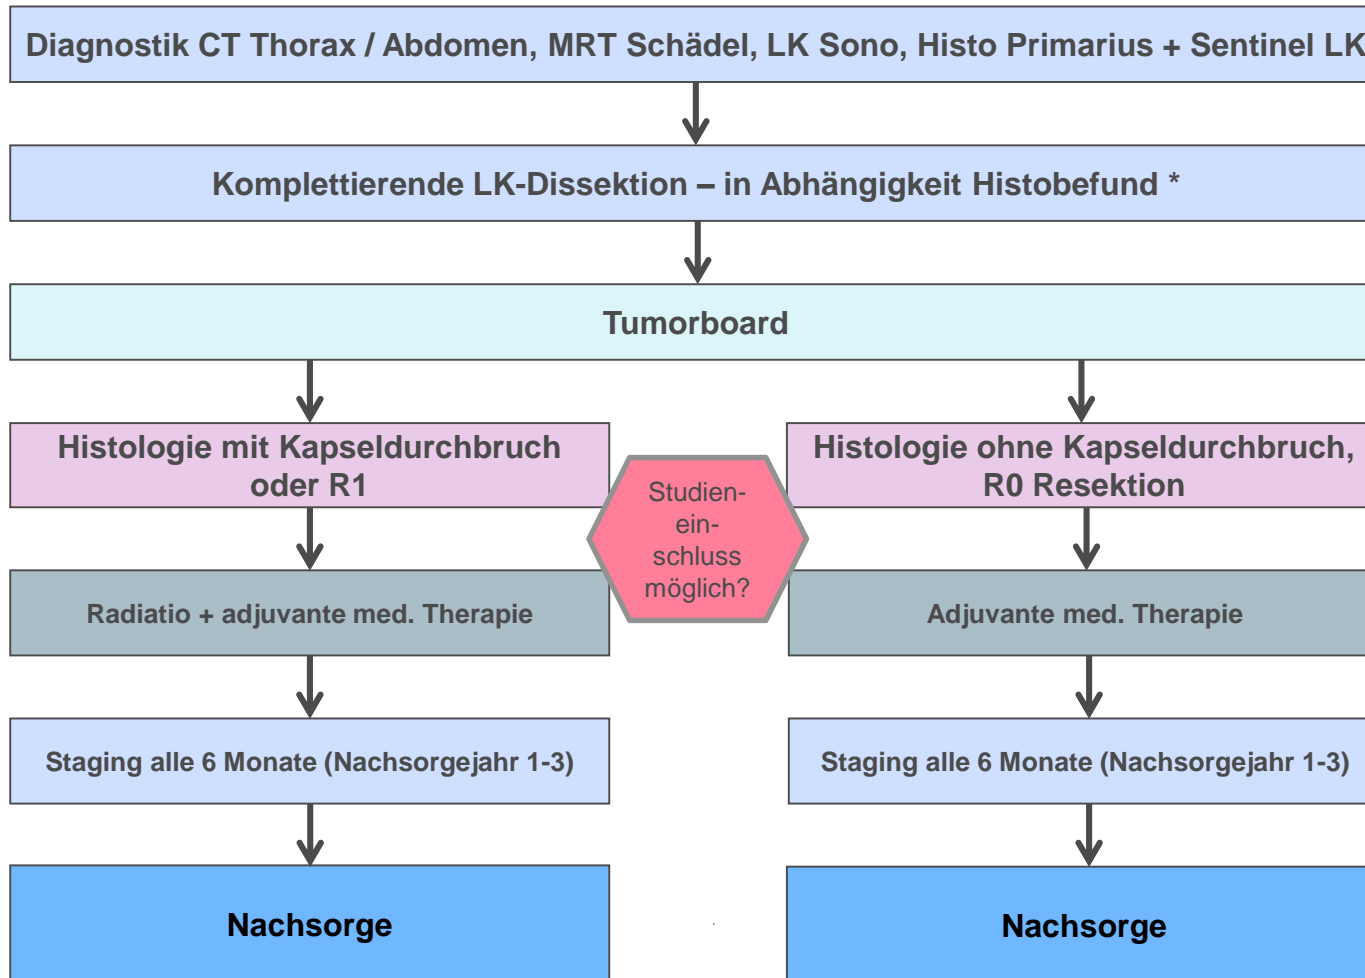 Diagnostik CT Thorax / Abdomen, MRT Schädel, LK Sono, Histo Primarius + Sentinel LK
Komplettierende LK-Dissektion – in Abhängigkeit Histobefund *
Tumorboard
Histologie mit Kapseldurchbruch
oder R1
Histologie ohne Kapseldurchbruch,
R0 Resektion
Studien-
ein-
schluss
möglich?
Radiatio + adjuvante med. Therapie
Adjuvante med. Therapie
Staging alle 6 Monate (Nachsorgejahr 1-3)
Staging alle 6 Monate (Nachsorgejahr 1-3)
Nachsorge
Nachsorge